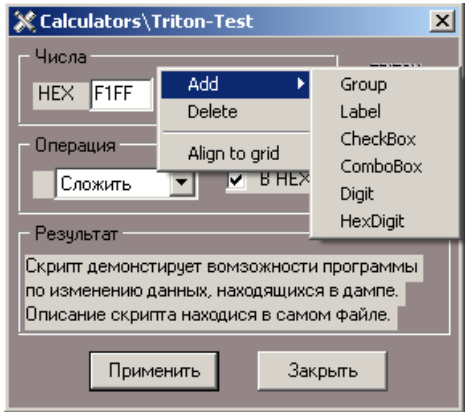 Calculators\Triton-Test
Числа
HEX F1FF
Add
Delete
Align to grid
Group
Label
CheckBox
ComboBox
Digit
HexDigit
Операция
Сложить
В HEX
Результат
Скрипт демонстирует вомзожности программы
по изменению данных, находящихся в дампе.
Описание скрипта находися в самом файле.
Применить
Закрыть